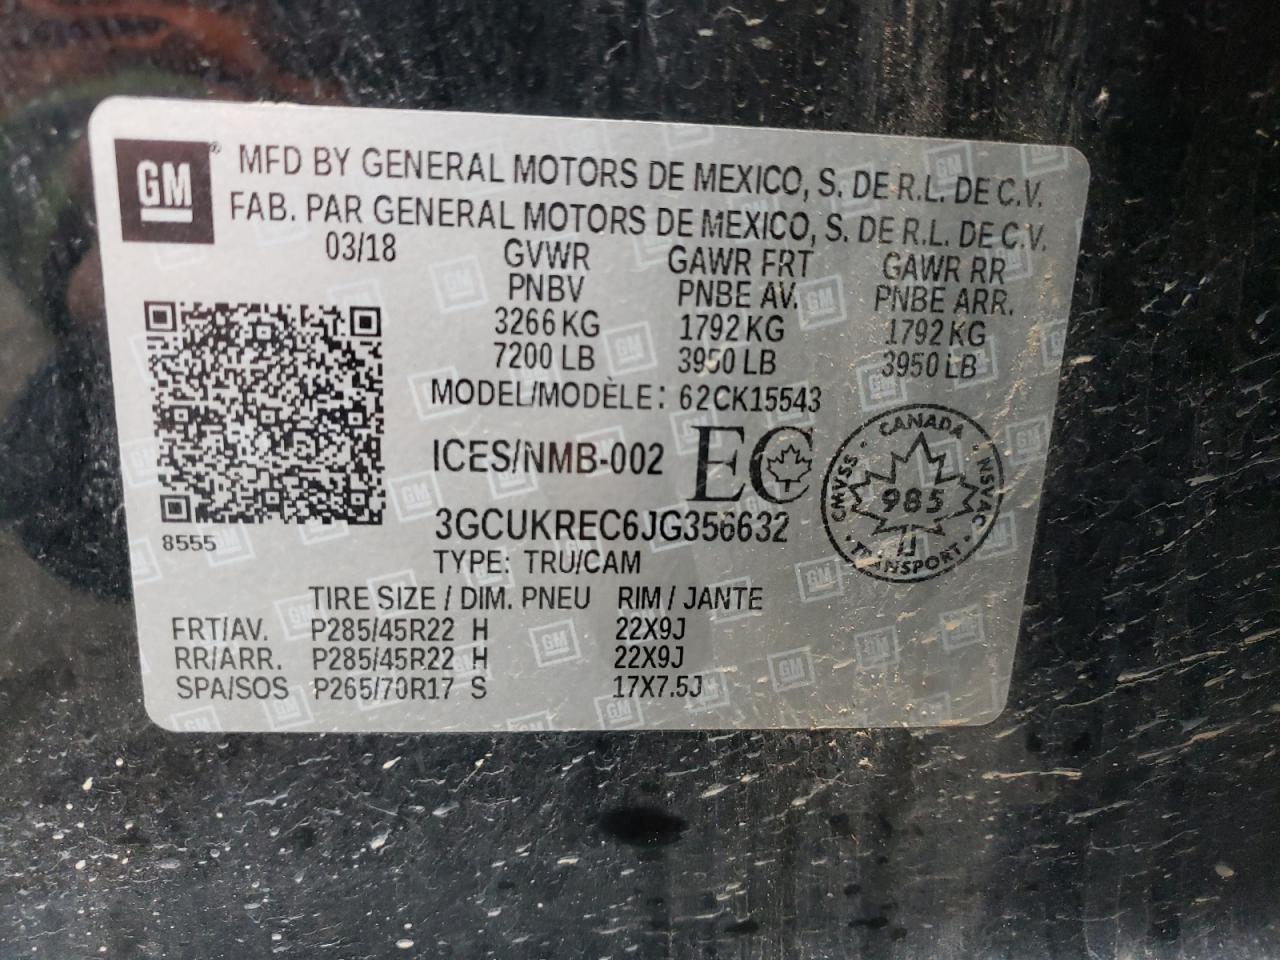 GM® MFD BY GENERAL MOTORS DE MEXICO, S. DE R.L. DE C.V.
FAB. PAR GENERAL MOTORS DE MEXICO, S. DE R.L. DE C.V.
03/18 GVWR GAWR FRT GAWR RR
PNBV PNBE AV. PNBE ARR.
3266 KG 1792 KG 1792 KG
7200 LB 3950 LB 3950 LB
MODEL/MODÈLE: 62CK15543
ICES/NMB-002 EC
CANADA
CMVSS 985 NSVAC
TRANSPORT
3GCUKREC6JG356632
8555
TYPE: TRU/CAM
TIRE SIZE / DIM. PNEU RIM / JANTE
FRT/AV. P285/45R22 H 22X9J
RR/ARR. P285/45R22 H 22X9J
SPA/SOS P265/70R17 S 17X7.5J